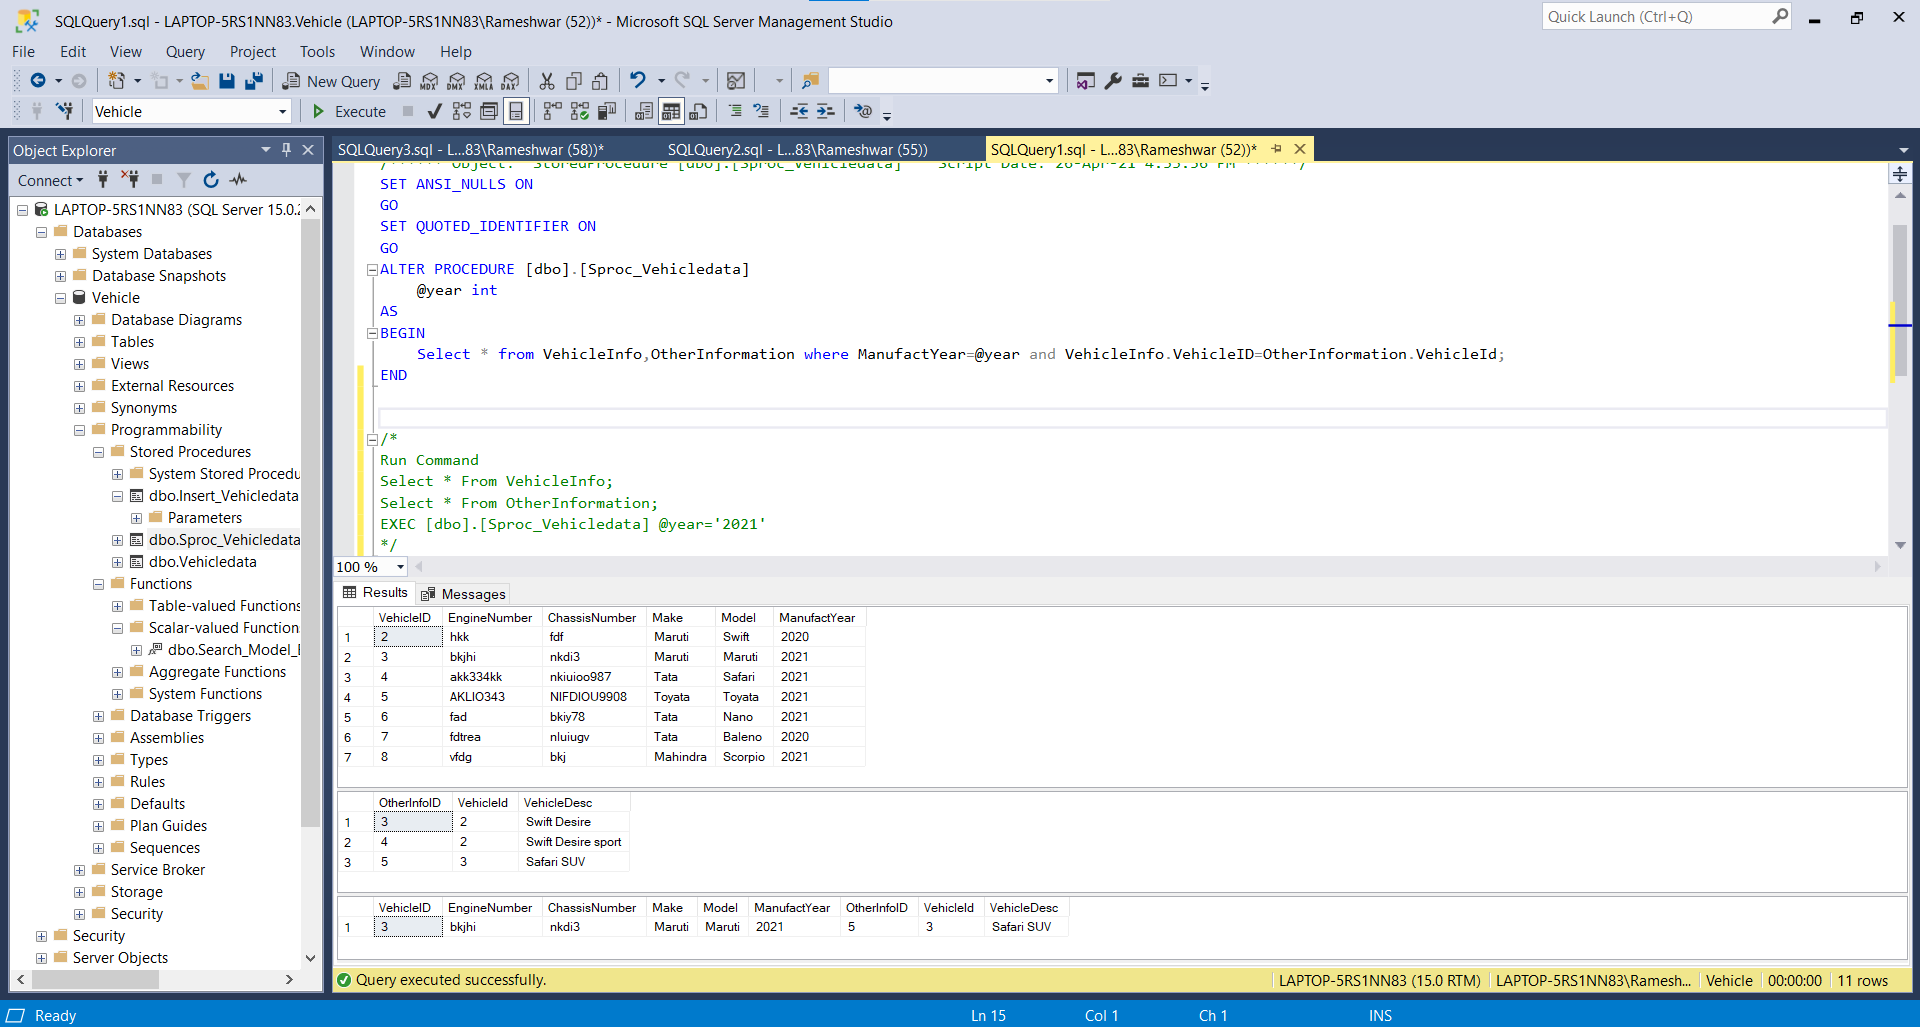 SQLQuery1.sql - LAPTOP-5RS1NN83.Vehicle (LAPTOP-5RS1NN83\Rameshwar (52))* - Microsoft SQL Server Management Studio
Quick Launch (Ctrl+Q)
File Edit View Query Project Tools Window Help
New Query MDX DMX XMLA DAX
Vehicle Execute
Object Explorer
Connect
LAPTOP-5RS1NN83 (SQL Server 15.0.2
Databases
System Databases
Database Snapshots
Vehicle
Database Diagrams
Tables
Views
External Resources
Synonyms
Programmability
Stored Procedures
System Stored Procedu
dbo.Insert_Vehicledata
Parameters
dbo.Sproc_Vehicledata
dbo.Vehicledata
Functions
Table-valued Functions
Scalar-valued Function
dbo.Search_Model_
Aggregate Functions
System Functions
Database Triggers
Assemblies
Types
Rules
Defaults
Plan Guides
Sequences
Service Broker
Storage
Security
Security
Server Objects
SQLQuery3.sql - L...83\Rameshwar (58))* SQLQuery2.sql - L...83\Rameshwar (55)) SQLQuery1.sql - L...83\Rameshwar (52))*
/****** Object: StoredProcedure [dbo].[Sproc_Vehicledata] Script Date: 26-Apr-21 4:55:56 PM ******/
SET ANSI_NULLS ON
GO
SET QUOTED_IDENTIFIER ON
GO
ALTER PROCEDURE [dbo].[Sproc_Vehicledata]
@year int
AS
BEGIN
Select * from VehicleInfo,OtherInformation where ManufactYear=@year and VehicleInfo.VehicleID=OtherInformation.VehicleId;
END
/*
Run Command
Select * From VehicleInfo;
Select * From OtherInformation;
EXEC [dbo].[Sproc_Vehicledata] @year='2021'
*/
100 %
Results Messages
VehicleID EngineNumber ChassisNumber Make Model ManufactYear
1 2 hkk fdf Maruti Swift 2020
2 3 bkjhi nkdi3 Maruti Maruti 2021
3 4 akk334kk nkiuioo987 Tata Safari 2021
4 5 AKLIO343 NIFDIOU9908 Toyata Toyata 2021
5 6 fad bkiy78 Tata Nano 2021
6 7 fdtrea nluiugv Tata Baleno 2020
7 8 vfdg bkj Mahindra Scorpio 2021
OtherInfoID VehicleId VehicleDesc
1 3 2 Swift Desire
2 4 2 Swift Desire sport
3 5 3 Safari SUV
VehicleID EngineNumber ChassisNumber Make Model ManufactYear OtherInfoID VehicleId VehicleDesc
1 3 bkjhi nkdi3 Maruti Maruti 2021 5 3 Safari SUV
Query executed successfully. LAPTOP-5RS1NN83 (15.0 RTM) LAPTOP-5RS1NN83\Ramesh... Vehicle 00:00:00 11 rows
Ready Ln 15 Col 1 Ch 1 INS